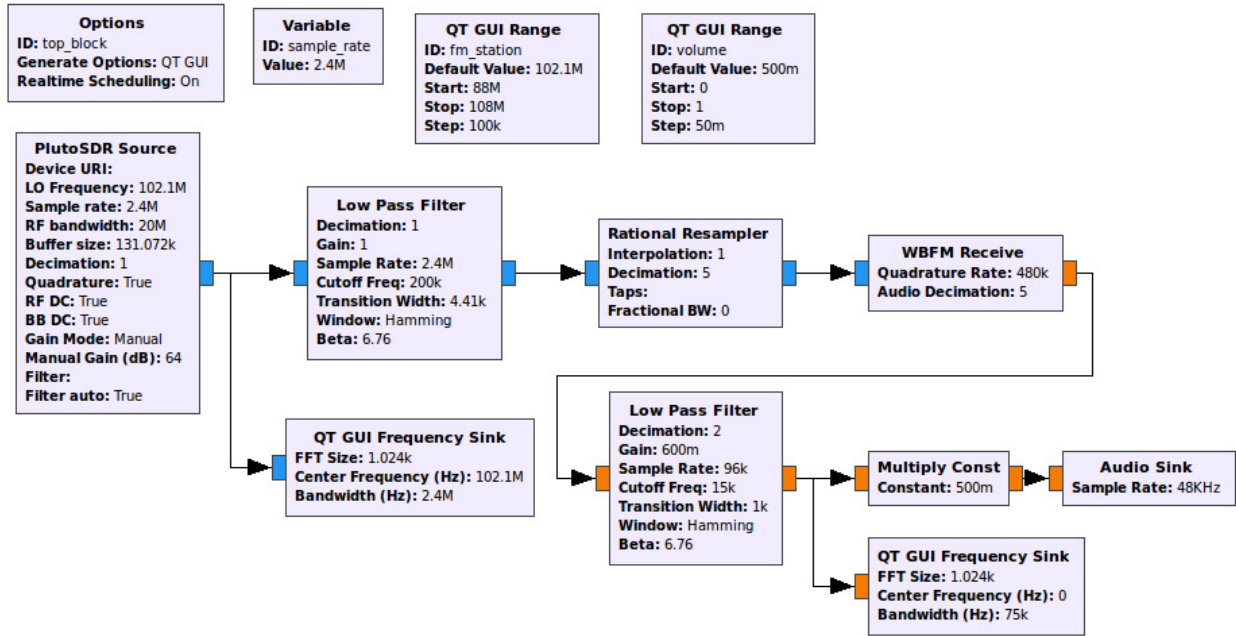 Options
ID: top_block
Generate Options: QT GUI
Realtime Scheduling: On
Variable
ID: sample_rate
Value: 2.4M
QT GUI Range
ID: fm_station
Default Value: 102.1M
Start: 88M
Stop: 108M
Step: 100k
QT GUI Range
ID: volume
Default Value: 500m
Start: 0
Stop: 1
Step: 50m
PlutoSDR Source
Device URI:
LO Frequency: 102.1M
Sample rate: 2.4M
RF bandwidth: 20M
Buffer size: 131.072k
Decimation: 1
Quadrature: True
RF DC: True
BB DC: True
Gain Mode: Manual
Manual Gain (dB): 64
Filter:
Filter auto: True
Low Pass Filter
Decimation: 1
Gain: 1
Sample Rate: 2.4M
Cutoff Freq: 200k
Transition Width: 4.41k
Window: Hamming
Beta: 6.76
Rational Resampler
Interpolation: 1
Decimation: 5
Taps:
Fractional BW: 0
WBFM Receive
Quadrature Rate: 480k
Audio Decimation: 5
QT GUI Frequency Sink
FFT Size: 1.024k
Center Frequency (Hz): 102.1M
Bandwidth (Hz): 2.4M
Low Pass Filter
Decimation: 2
Gain: 600m
Sample Rate: 96k
Cutoff Freq: 15k
Transition Width: 1k
Window: Hamming
Beta: 6.76
Multiply Const
Constant: 500m
Audio Sink
Sample Rate: 48KHz
QT GUI Frequency Sink
FFT Size: 1.024k
Center Frequency (Hz): 0
Bandwidth (Hz): 75k